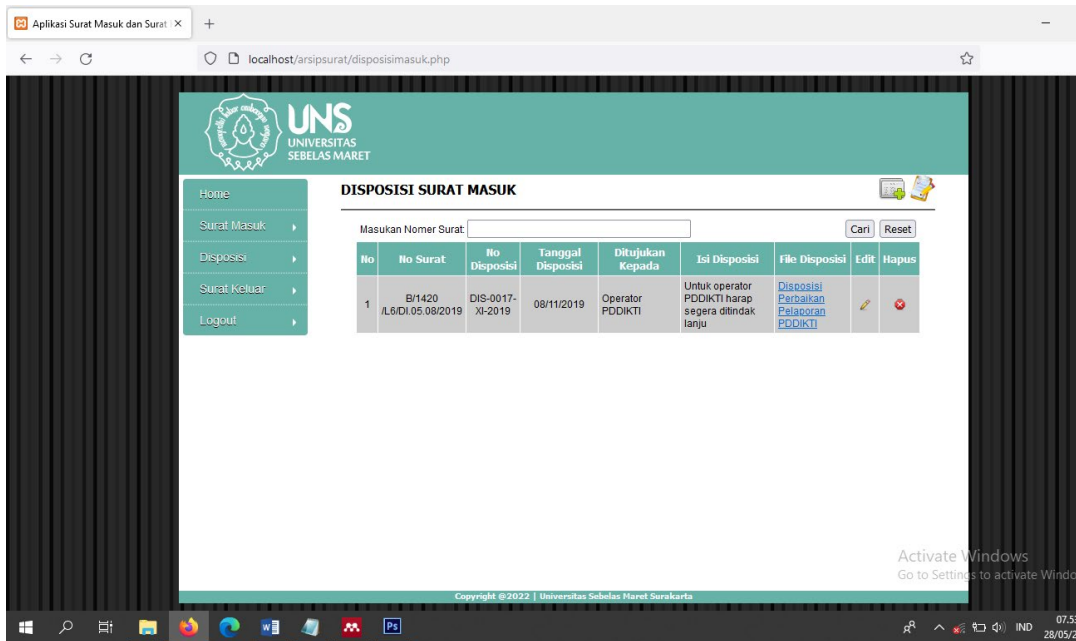 Aplikasi Surat Masuk dan Surat
localhost/arsipsurat/disposisimasuk.php
UNS
UNIVERSITAS
SEBELAS MARET
Home
Surat Masuk
Disposisi
Surat Keluar
Logout
DISPOSISI SURAT MASUK
Masukan Nomer Surat Cari Reset
No No Surat No Disposisi Tanggal Disposisi Ditujukan Kepada Isi Disposisi File Disposisi Edit Hapus
1 B/1420 /L6/DI.05.08/2019 DIS-0017-XI-2019 08/11/2019 Operator PDDIKTI Untuk operator PDDIKTI harap segera ditindak lanju Disposisi Perbaikan Pelaporan PDDIKTI
Copyright @2022 | Universitas Sebelas Maret Surakarta
Activate Windows
Go to Settings to activate Windo
W
Ps
IND
07.53
28/05/2